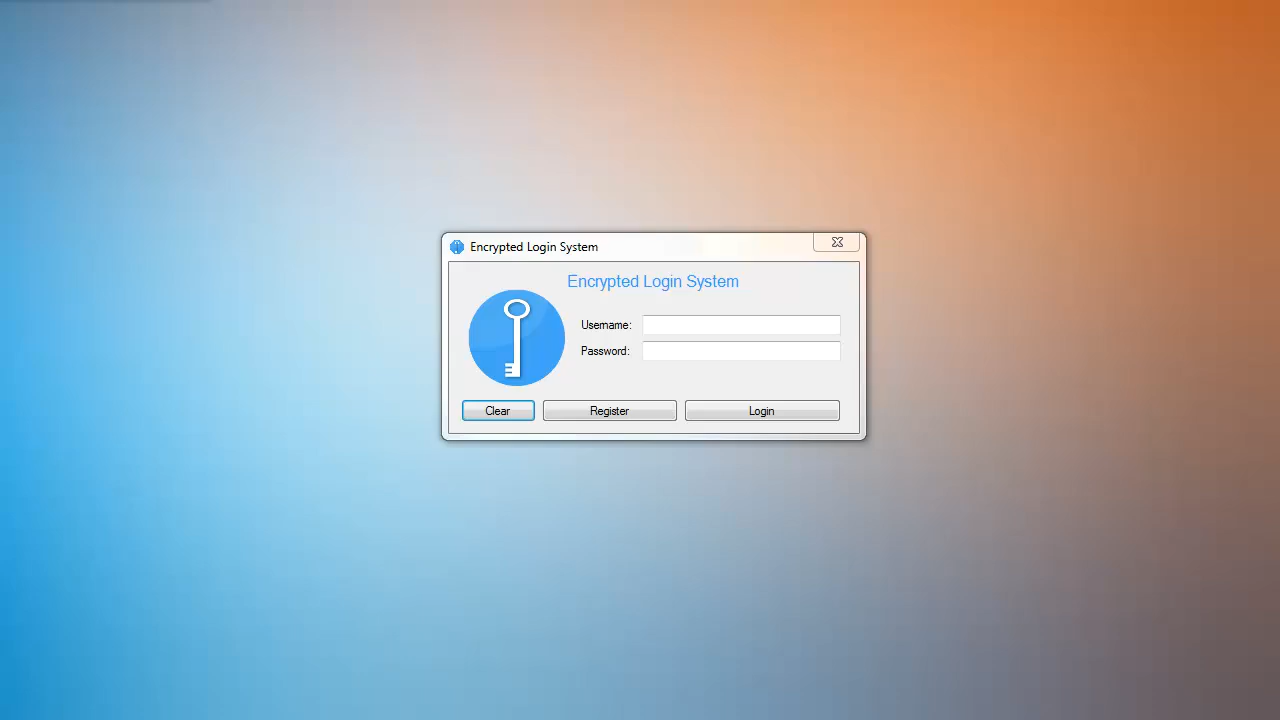 Encrypted Login System
Encrypted Login System
Username:
Password:
Clear Register Login